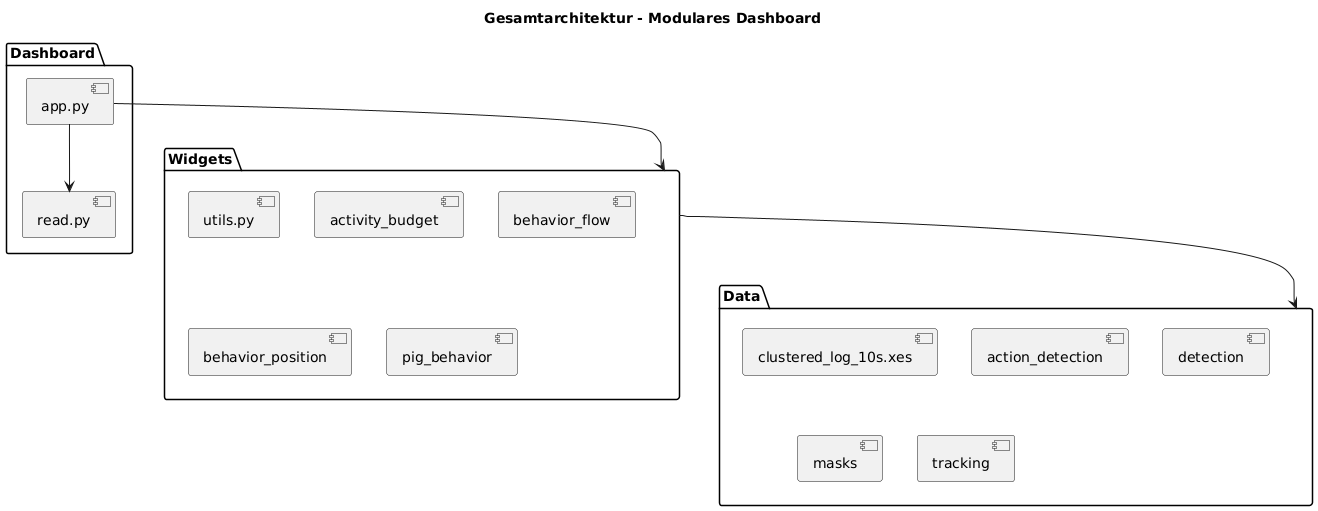 Gesamtarchitektur - Modulares Dashboard
Dashboard
app.py
read.py
Widgets
utils.py
activity_budget
behavior_flow
behavior_position
pig_behavior
Data
clustered_log_10s.xes
action_detection
detection
masks
tracking